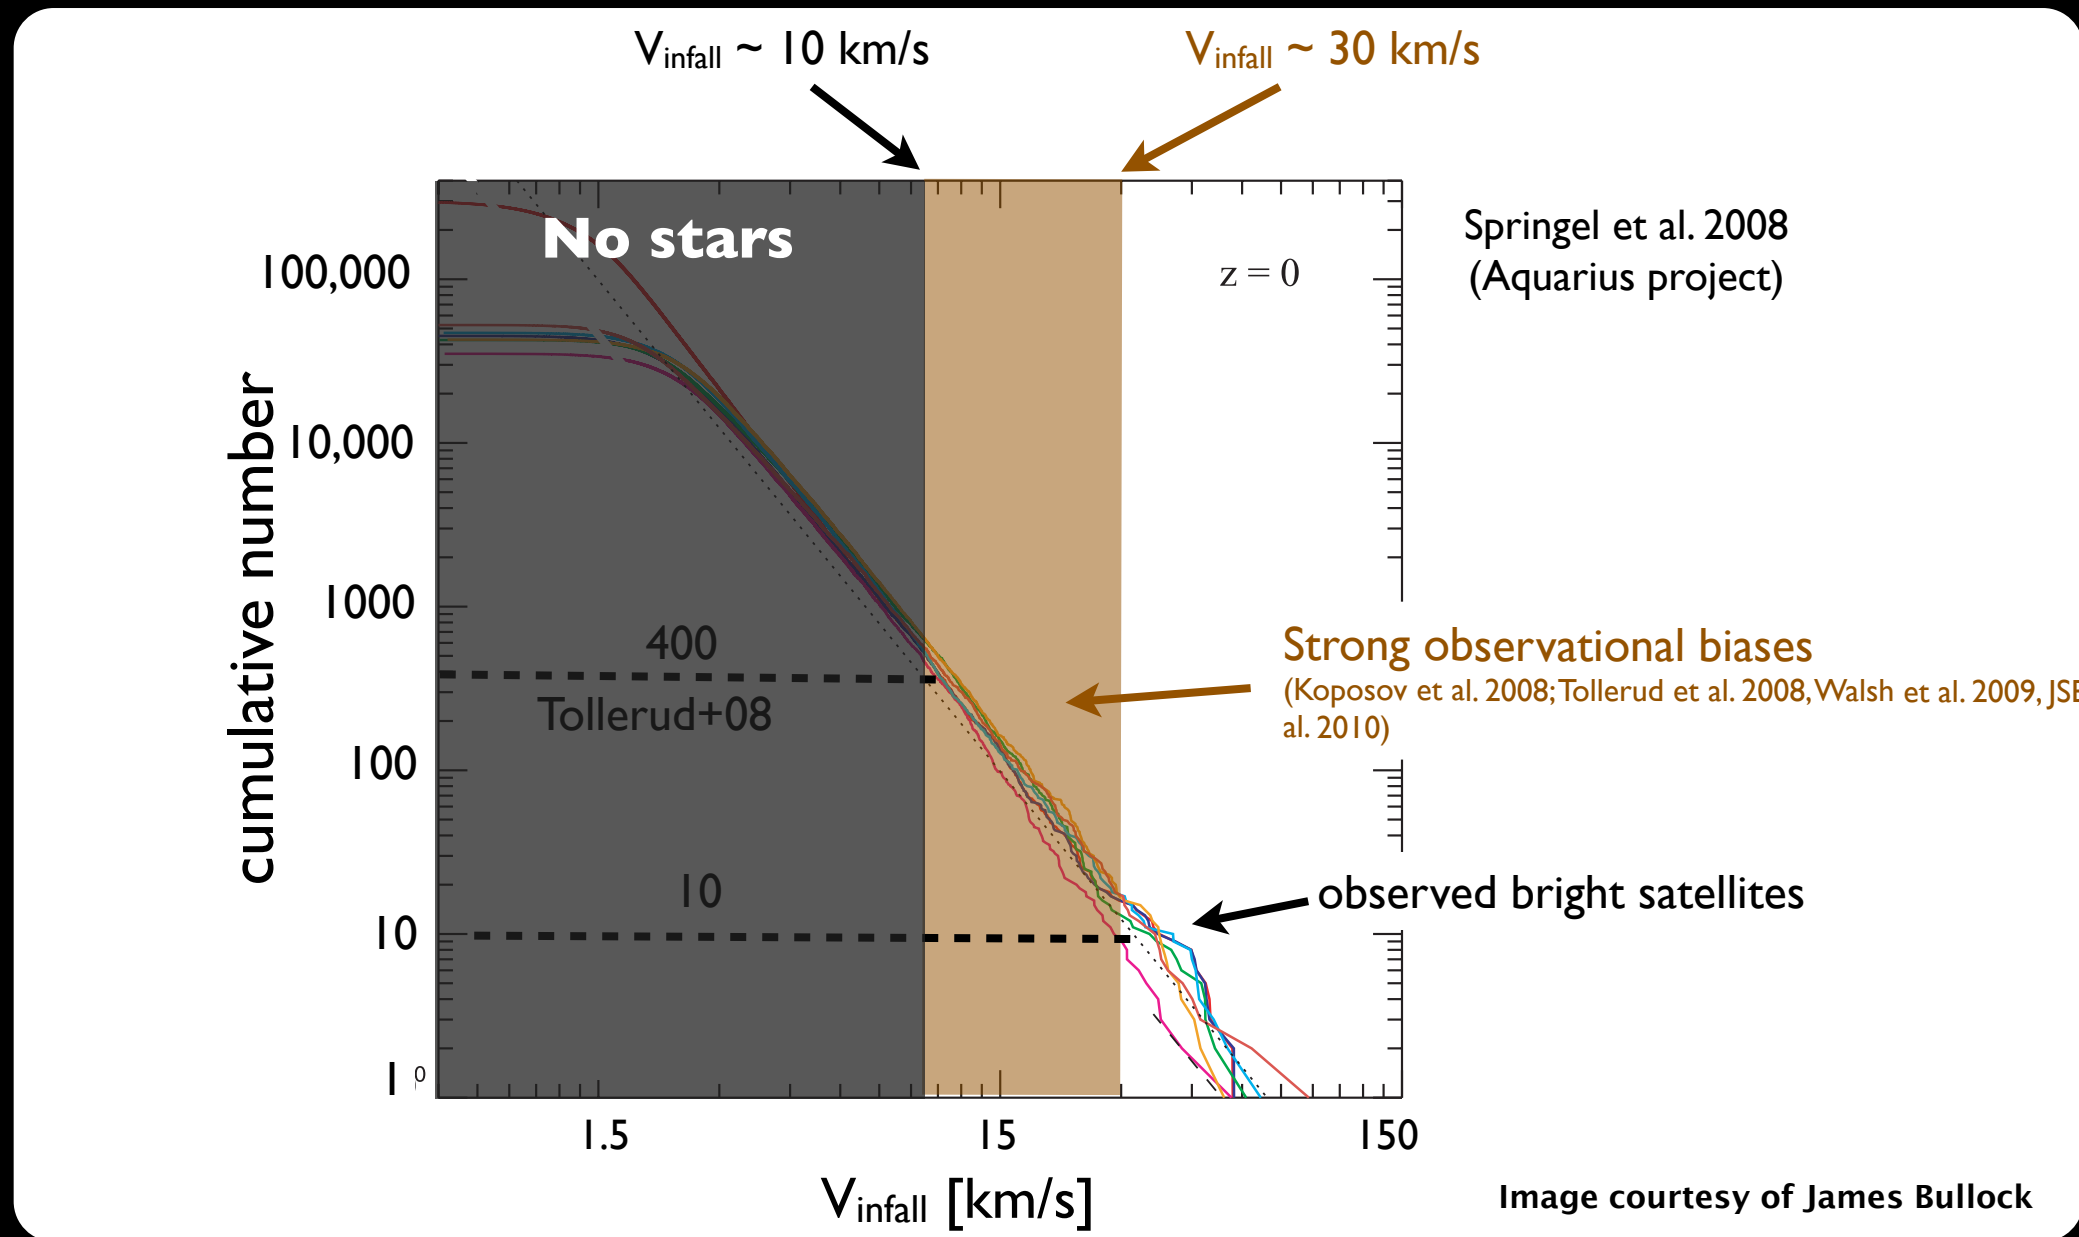 Vinfall ~ 10 km/s
Vinfall ~ 30 km/s
No stars
z = 0
Springel et al. 2008
(Aquarius project)
cumulative number
100,000
10,000
1000
100
10
1 0
400
Tollerud+08
10
Strong observational biases
(Koposov et al. 2008; Tollerud et al. 2008, Walsh et al. 2009, JSB
al. 2010)
observed bright satellites
1.5
15
150
Vinfall [km/s]
Image courtesy of James Bullock